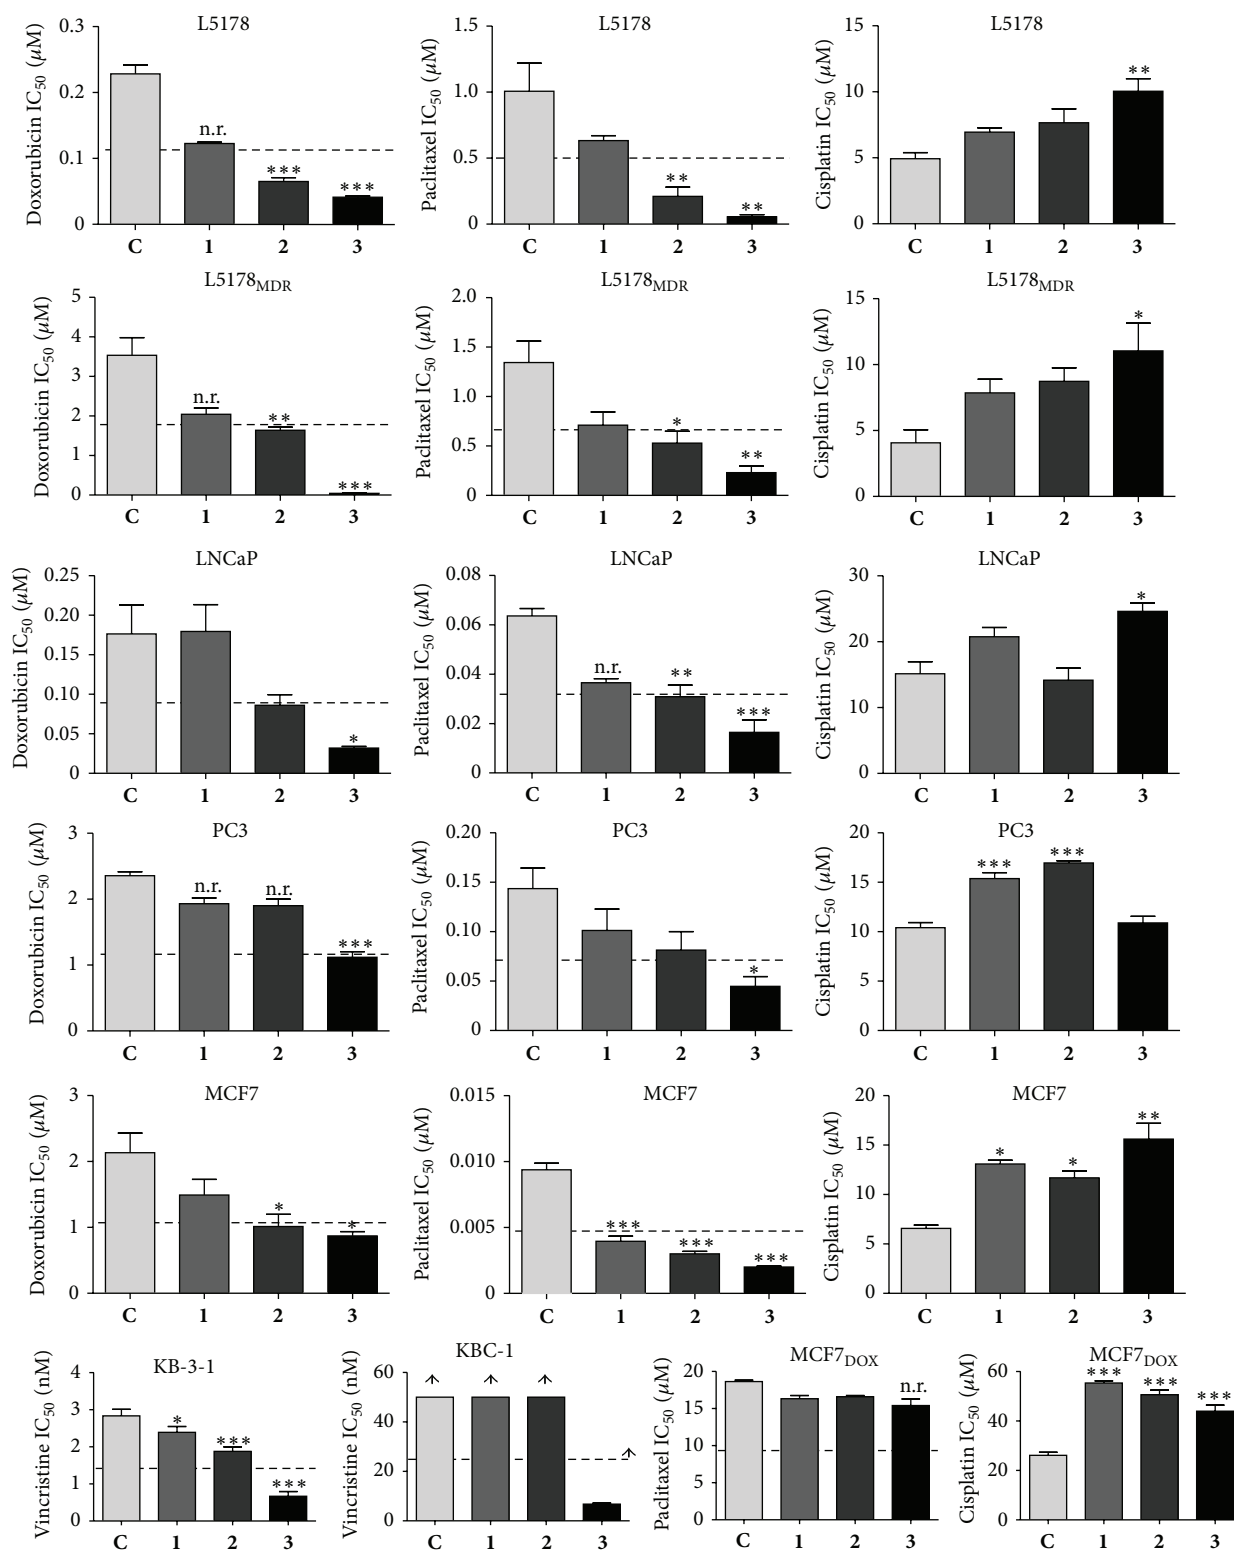 L5178
Doxorubicin IC50 (μM)
0.3
0.2
0.1
0
n.r.
***
***
C 1 2 3
L5178
Paclitaxel IC50 (μM)
1.5
1.0
0.5
0
**
**
C 1 2 3
L5178
Cisplatin IC50 (μM)
15
10
5
0
**
C 1 2 3
L5178MDR
Doxorubicin IC50 (μM)
5
4
3
2
1
0
n.r.
**
***
C 1 2 3
L5178MDR
Paclitaxel IC50 (μM)
2.0
1.5
1.0
0.5
0
*
**
C 1 2 3
L5178MDR
Cisplatin IC50 (μM)
15
10
5
0
*
C 1 2 3
LNCaP
Doxorubicin IC50 (μM)
0.25
0.20
0.15
0.10
0.05
0
*
C 1 2 3
LNCaP
Paclitaxel IC50 (μM)
0.08
0.06
0.04
0.02
0
n.r.
**
***
C 1 2 3
LNCaP
Cisplatin IC50 (μM)
30
20
10
0
*
C 1 2 3
PC3
Doxorubicin IC50 (μM)
3
2
1
0
n.r.
n.r.
***
C 1 2 3
PC3
Paclitaxel IC50 (μM)
0.20
0.15
0.10
0.05
0
*
C 1 2 3
PC3
Cisplatin IC50 (μM)
20
15
10
5
0
***
***
C 1 2 3
MCF7
Doxorubicin IC50 (μM)
3
2
1
0
*
*
C 1 2 3
MCF7
Paclitaxel IC50 (μM)
0.015
0.010
0.005
0
***
***
***
C 1 2 3
MCF7
Cisplatin IC50 (μM)
20
15
10
5
0
*
*
**
C 1 2 3
KB-3-1
Vincristine IC50 (nM)
4
3
2
1
0
*
***
***
C 1 2 3
KBC-1
Vincristine IC50 (nM)
60
40
20
0
C 1 2 3
MCF7DOX
Paclitaxel IC50 (μM)
20
15
10
5
0
n.r.
C 1 2 3
MCF7DOX
Cisplatin IC50 (μM)
60
40
20
0
***
***
***
C 1 2 3